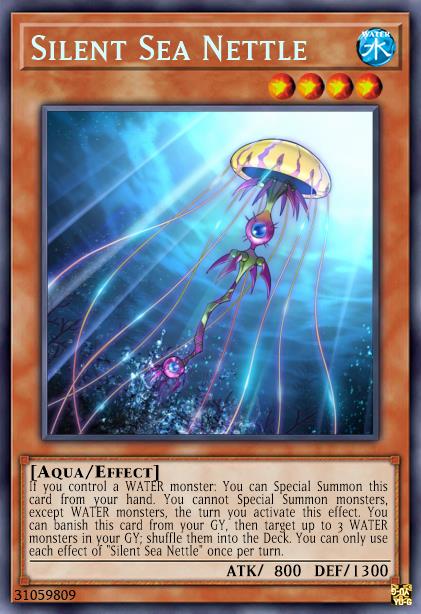 SILENT SEA NETTLE
WATER
水
[AQUA/EFFECT]
If you control a WATER monster: You can Special Summon this
card from your hand. You cannot Special Summon monsters,
except WATER monsters, the turn you activate this effect. You
can banish this card from your GY, then target up to 3 WATER
monsters in your GY; shuffle them into the Deck. You can only use
each effect of "Silent Sea Nettle" once per turn.
ATK/ 800 DEF/1300
31059809